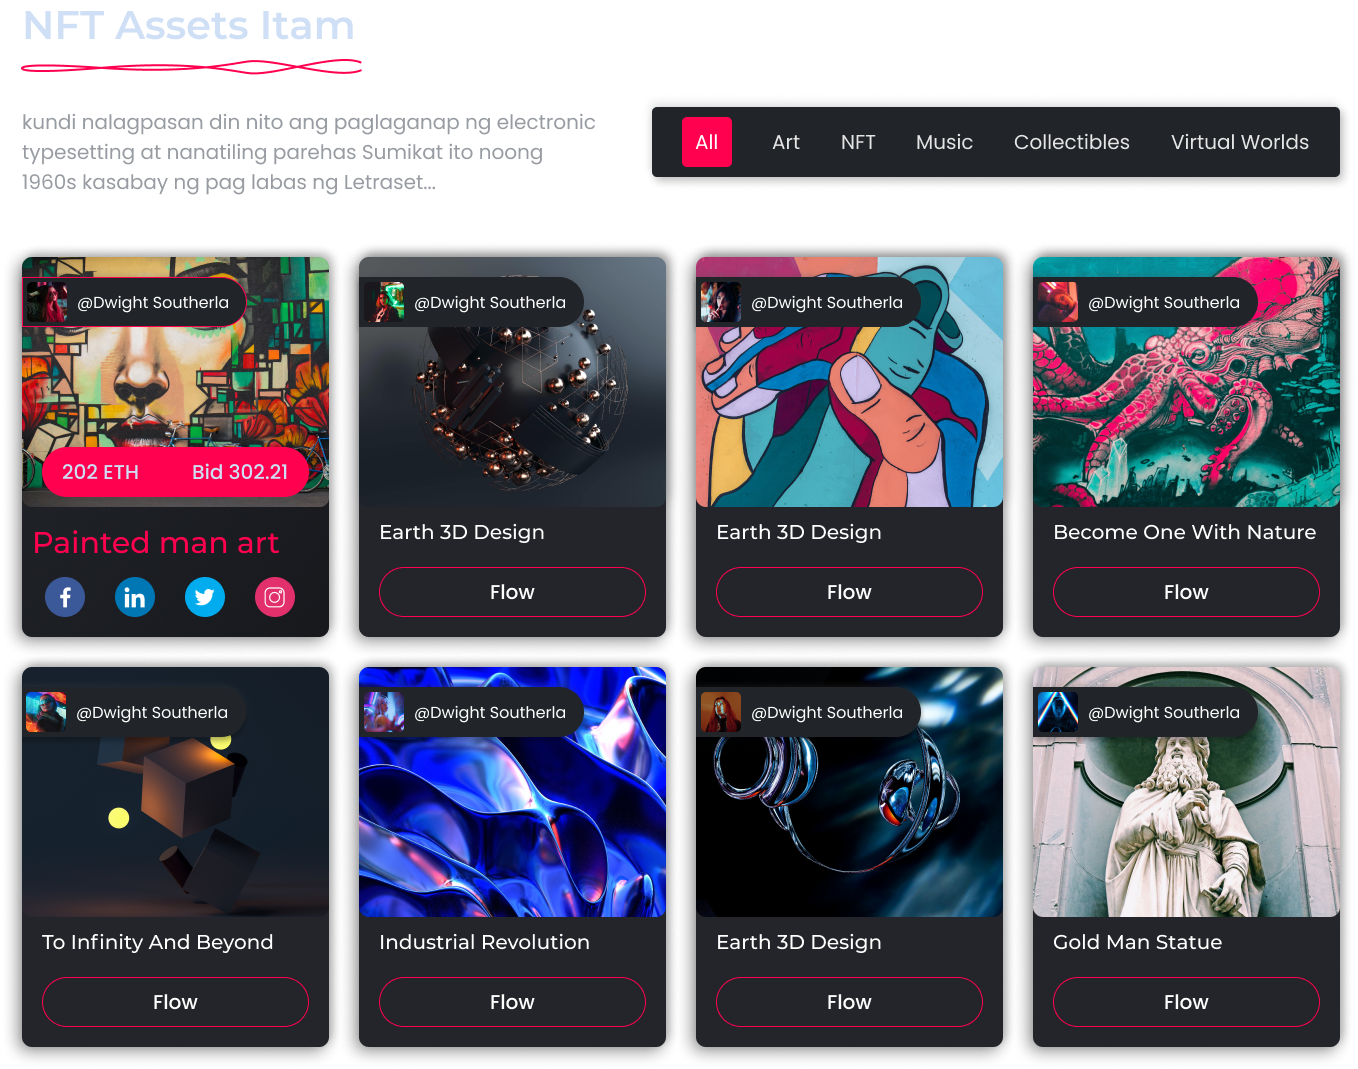 NFT Assets Itam
kundi nalagpasan din nito ang paglaganap ng electronic
typesetting at nanatiling parehas Sumikat ito noong
1960s kasabay ng pag labas ng Letraset...
All Art NFT Music Collectibles Virtual Worlds
@Dwight Southerla
202 ETH Bid 302.21
Painted man art
@Dwight Southerla
Earth 3D Design
Flow
@Dwight Southerla
Earth 3D Design
Flow
@Dwight Southerla
Become One With Nature
Flow
@Dwight Southerla
To Infinity And Beyond
Flow
@Dwight Southerla
Industrial Revolution
Flow
@Dwight Southerla
Earth 3D Design
Flow
@Dwight Southerla
Gold Man Statue
Flow